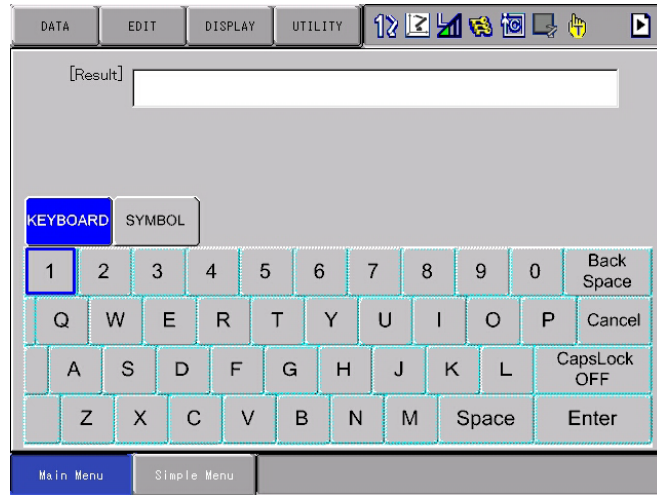 DATA EDIT DISPLAY UTILITY
[Result]
KEYBOARD SYMBOL
1 2 3 4 5 6 7 8 9 0 Back Space
Q W E R T Y U I O P Cancel
A S D F G H J K L CapsLock OFF
Z X C V B N M Space Enter
Main Menu Simple Menu